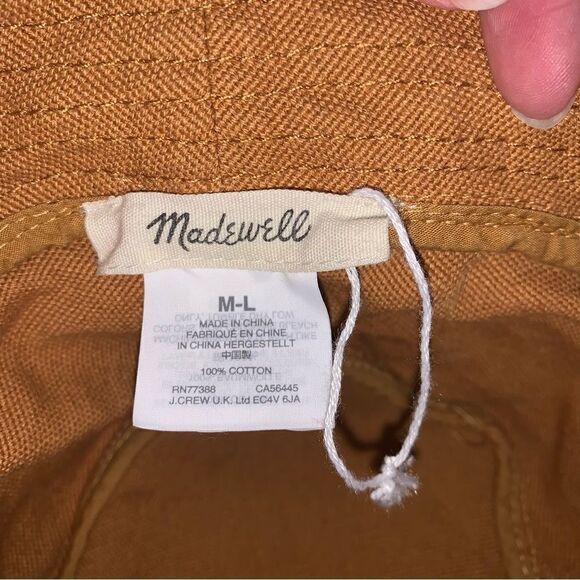 Madewell
M-L
MADE IN CHINA
FABRIQUÉ EN CHINE
IN CHINA HERGESTELLT
中国製
100% COTTON
RN77388 CA56445
J.CREW U.K. Ltd EC4V 6JA